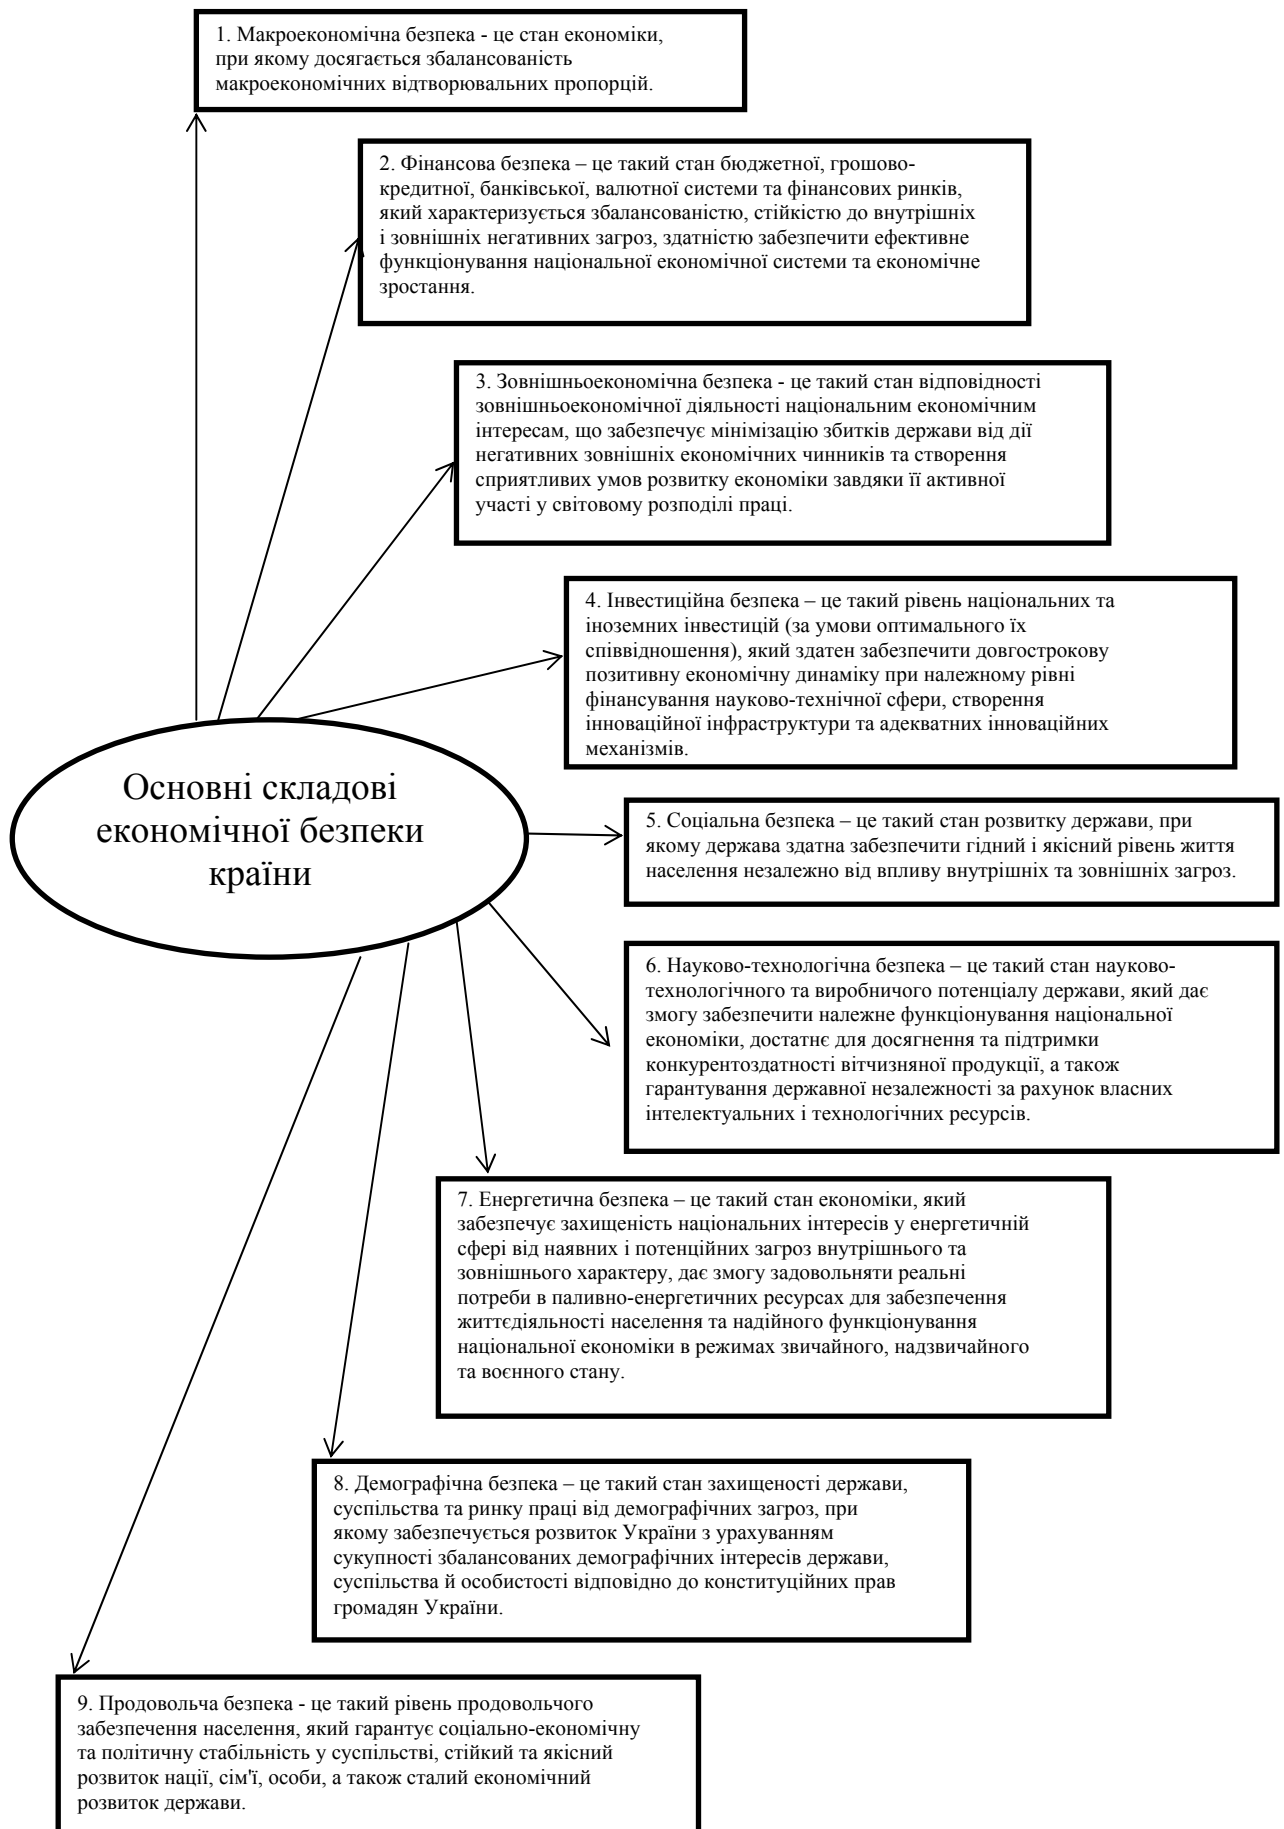 1. Макроекономічна безпека - це стан економіки,
при якому досягається збалансованість
макроекономічних відтворювальних пропорцій.
2. Фінансова безпека – це такий стан бюджетної, грошово-
кредитної, банківської, валютної системи та фінансових ринків,
який характеризується збалансованістю, стійкістю до внутрішніх
і зовнішніх негативних загроз, здатністю забезпечити ефективне
функціонування національної економічної системи та економічне
зростання.
3. Зовнішньоекономічна безпека - це такий стан відповідності
зовнішньоекономічної діяльності національним економічним
інтересам, що забезпечує мінімізацію збитків держави від дії
негативних зовнішніх економічних чинників та створення
сприятливих умов розвитку економіки завдяки її активної
участі у світовому розподілі праці.
4. Інвестиційна безпека – це такий рівень національних та
іноземних інвестицій (за умови оптимального їх
співвідношення), який здатен забезпечити довгострокову
позитивну економічну динаміку при належному рівні
фінансування науково-технічної сфери, створення
інноваційної інфраструктури та адекватних інноваційних
механізмів.
Основні складові
економічної безпеки
країни
5. Соціальна безпека – це такий стан розвитку держави, при
якому держава здатна забезпечити гідний і якісний рівень життя
населення незалежно від впливу внутрішніх та зовнішніх загроз.
6. Науково-технологічна безпека – це такий стан науково-
технологічного та виробничого потенціалу держави, який дає
змогу забезпечити належне функціонування національної
економіки, достатнє для досягнення та підтримки
конкурентоздатності вітчизняної продукції, а також
гарантування державної незалежності за рахунок власних
інтелектуальних і технологічних ресурсів.
7. Енергетична безпека – це такий стан економіки, який
забезпечує захищеність національних інтересів у енергетичній
сфері від наявних і потенційних загроз внутрішнього та
зовнішнього характеру, дає змогу задовольняти реальні
потреби в паливно-енергетичних ресурсах для забезпечення
життєдіяльності населення та надійного функціонування
національної економіки в режимах звичайного, надзвичайного
та воєнного стану.
8. Демографічна безпека – це такий стан захищеності держави,
суспільства та ринку праці від демографічних загроз, при
якому забезпечується розвиток України з урахуванням
сукупності збалансованих демографічних інтересів держави,
суспільства й особистості відповідно до конституційних прав
громадян України.
9. Продовольча безпека - це такий рівень продовольчого
забезпечення населення, який гарантує соціально-економічну
та політичну стабільність у суспільстві, стійкий та якісний
розвиток нації, сім'ї, особи, а також сталий економічний
розвиток держави.